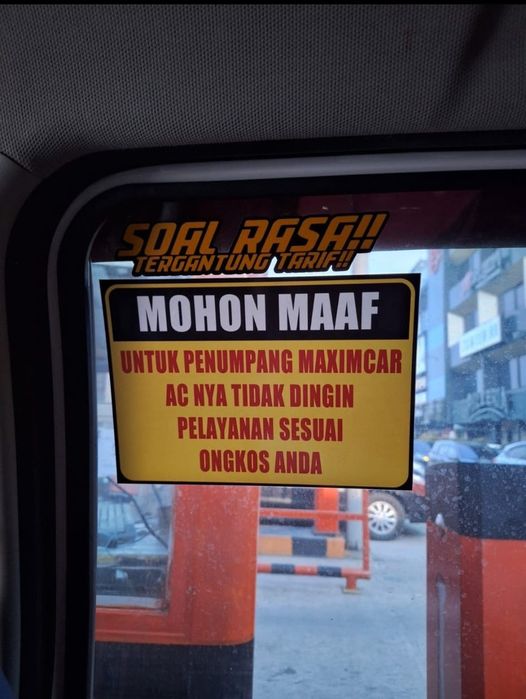 SOAL RASA!!
TERGANTUNG TARIF!!
MOHON MAAF
UNTUK PENUMPANG MAXIMCAR
AC NYA TIDAK DINGIN
PELAYANAN SESUAI
ONGKOS ANDA